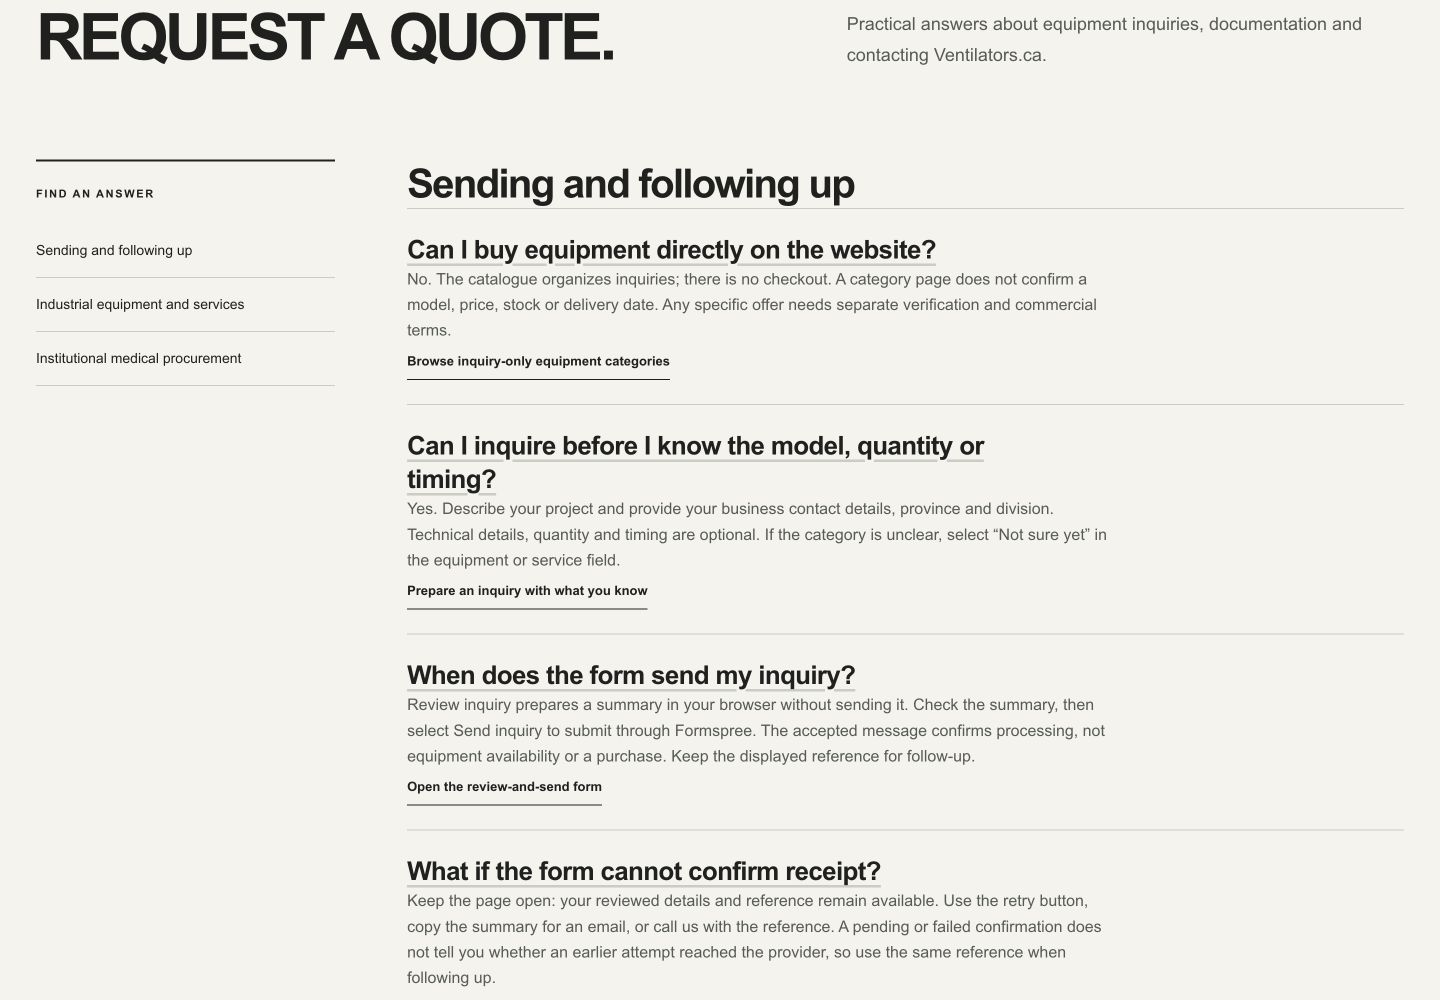 REQUEST A QUOTE.
Practical answers about equipment inquiries, documentation and
contacting Ventilators.ca.
FIND AN ANSWER
Sending and following up
Industrial equipment and services
Institutional medical procurement
Sending and following up
Can I buy equipment directly on the website?
No. The catalogue organizes inquiries; there is no checkout. A category page does not confirm a
model, price, stock or delivery date. Any specific offer needs separate verification and commercial
terms.
Browse inquiry-only equipment categories
Can I inquire before I know the model, quantity or
timing?
Yes. Describe your project and provide your business contact details, province and division.
Technical details, quantity and timing are optional. If the category is unclear, select “Not sure yet” in
the equipment or service field.
Prepare an inquiry with what you know
When does the form send my inquiry?
Review inquiry prepares a summary in your browser without sending it. Check the summary, then
select Send inquiry to submit through Formspree. The accepted message confirms processing, not
equipment availability or a purchase. Keep the displayed reference for follow-up.
Open the review-and-send form
What if the form cannot confirm receipt?
Keep the page open: your reviewed details and reference remain available. Use the retry button,
copy the summary for an email, or call us with the reference. A pending or failed confirmation does
not tell you whether an earlier attempt reached the provider, so use the same reference when
following up.